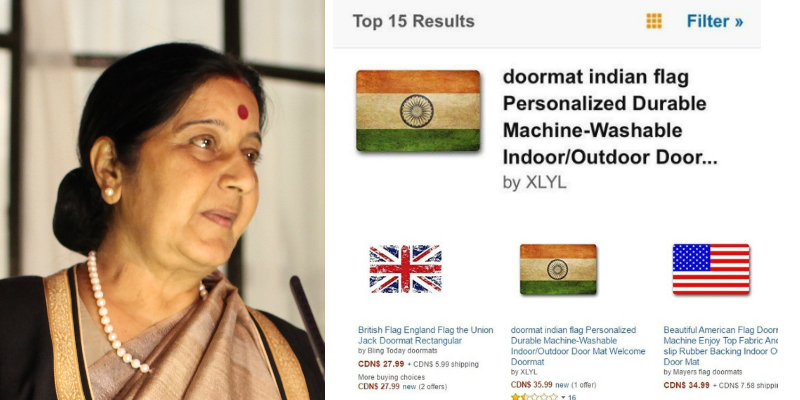 Top 15 Results
Filter »
doormat indian flag
Personalized Durable
Machine-Washable
Indoor/Outdoor Door...
by XLYL
British Flag England Flag the Union
Jack Doormat Rectangular
by Bling Today doormats
CDN$ 27.99 + CDN$ 5.99 shipping
More buying choices
CDN$ 27.99 new (2 offers)
doormat indian flag Personalized
Durable Machine-Washable
Indoor/Outdoor Door Mat Welcome
Doormat
by XLYL
CDN$ 35.99 new (1 offer)
16
Beautiful American Flag Doorm
Machine Enjoy Top Fabric And
slip Rubber Backing Indoor O
Door Mat
by Mayers flag doormats
CDN$ 34.99 + CDN$ 7.58 shippin